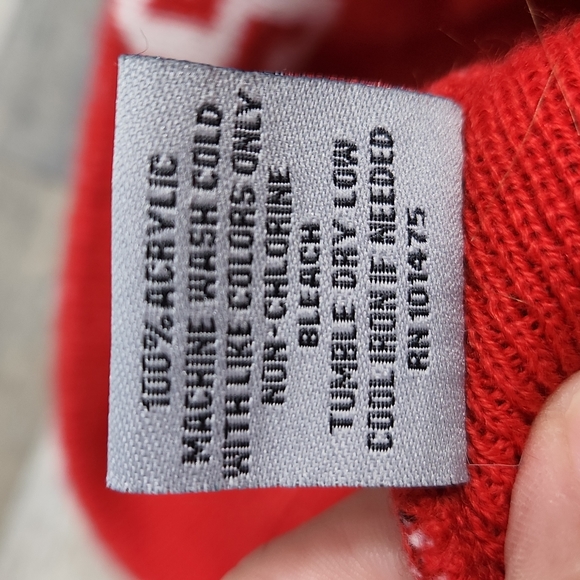 100% ACRYLIC
MACHINE WASH COLD
WITH LIKE COLORS ONLY
NON-CHLORINE
BLEACH
TUMBLE DRY LOW
COOL IRON IF NEEDED
RN 101475